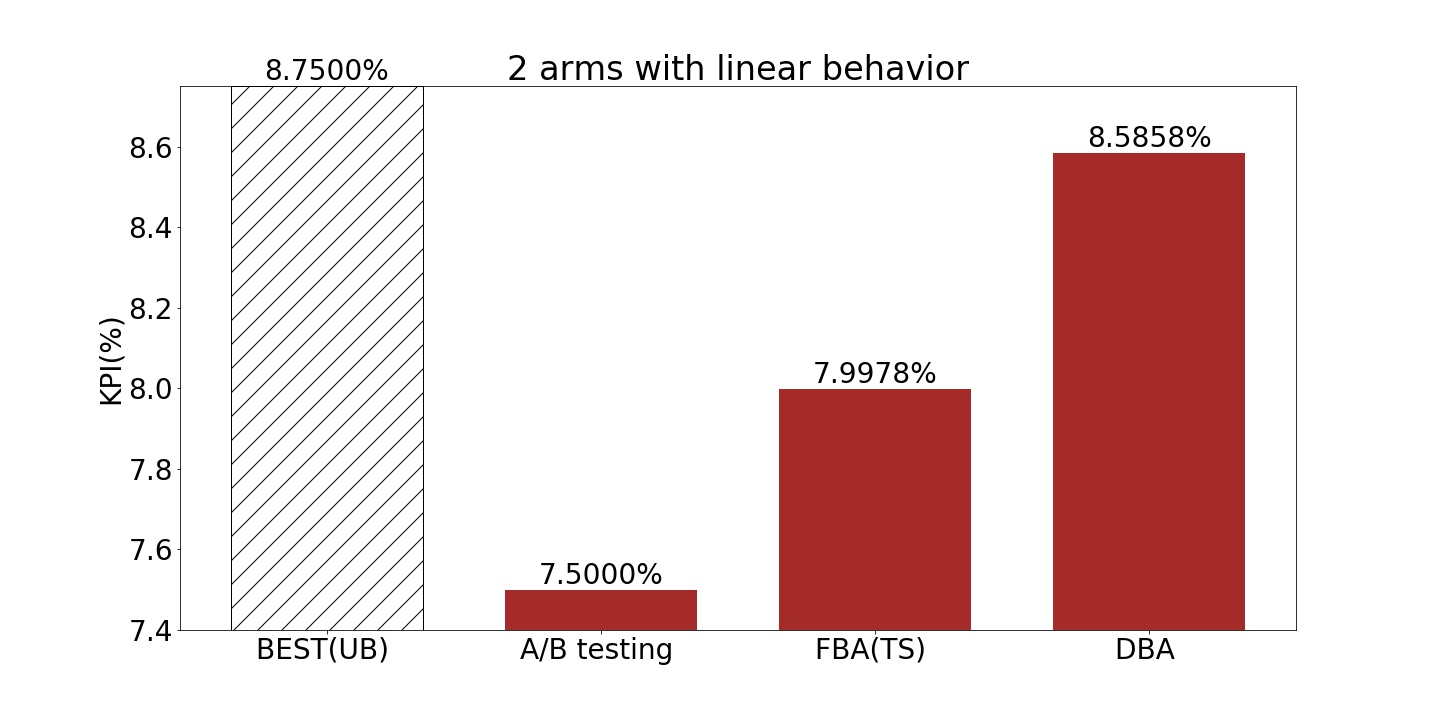 2 arms with linear behavior
8.7500%
8.5858%
7.9978%
7.5000%
KPI(%)
8.6
8.4
8.2
8.0
7.8
7.6
7.4
BEST(UB)
A/B testing
FBA(TS)
DBA